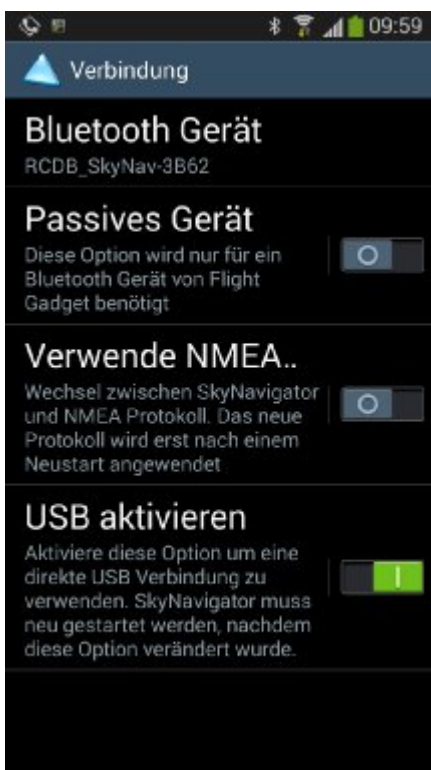 09:59
Verbindung
Bluetooth Gerät
RCDB_SkyNav-3B62
Passives Gerät
Diese Option wird nur für ein
Bluetooth Gerät von Flight
Gadget benötigt
Verwende NMEA..
Wechsel zwischen SkyNavigator
und NMEA Protokoll. Das neue
Protokoll wird erst nach einem
Neustart angewendet
USB aktivieren
Aktiviere diese Option um eine
direkte USB Verbindung zu
verwenden. SkyNavigator muss
neu gestartet werden, nachdem
diese Option verändert wurde.